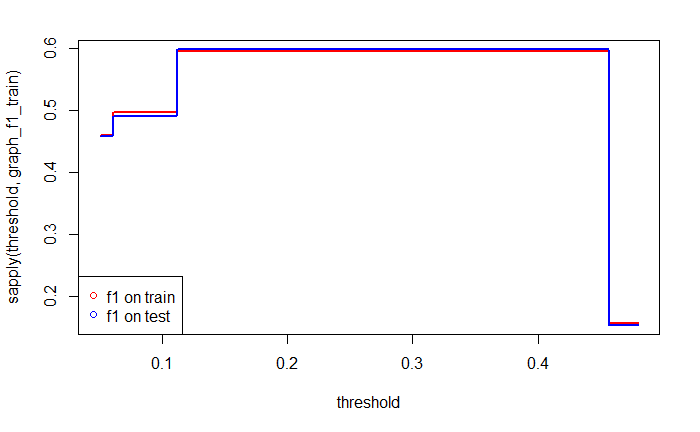 sapply(threshold, graph_f1_train)
0.6
0.5
0.4
0.3
0.2
f1 on train
f1 on test
0.1 0.2 0.3 0.4
threshold